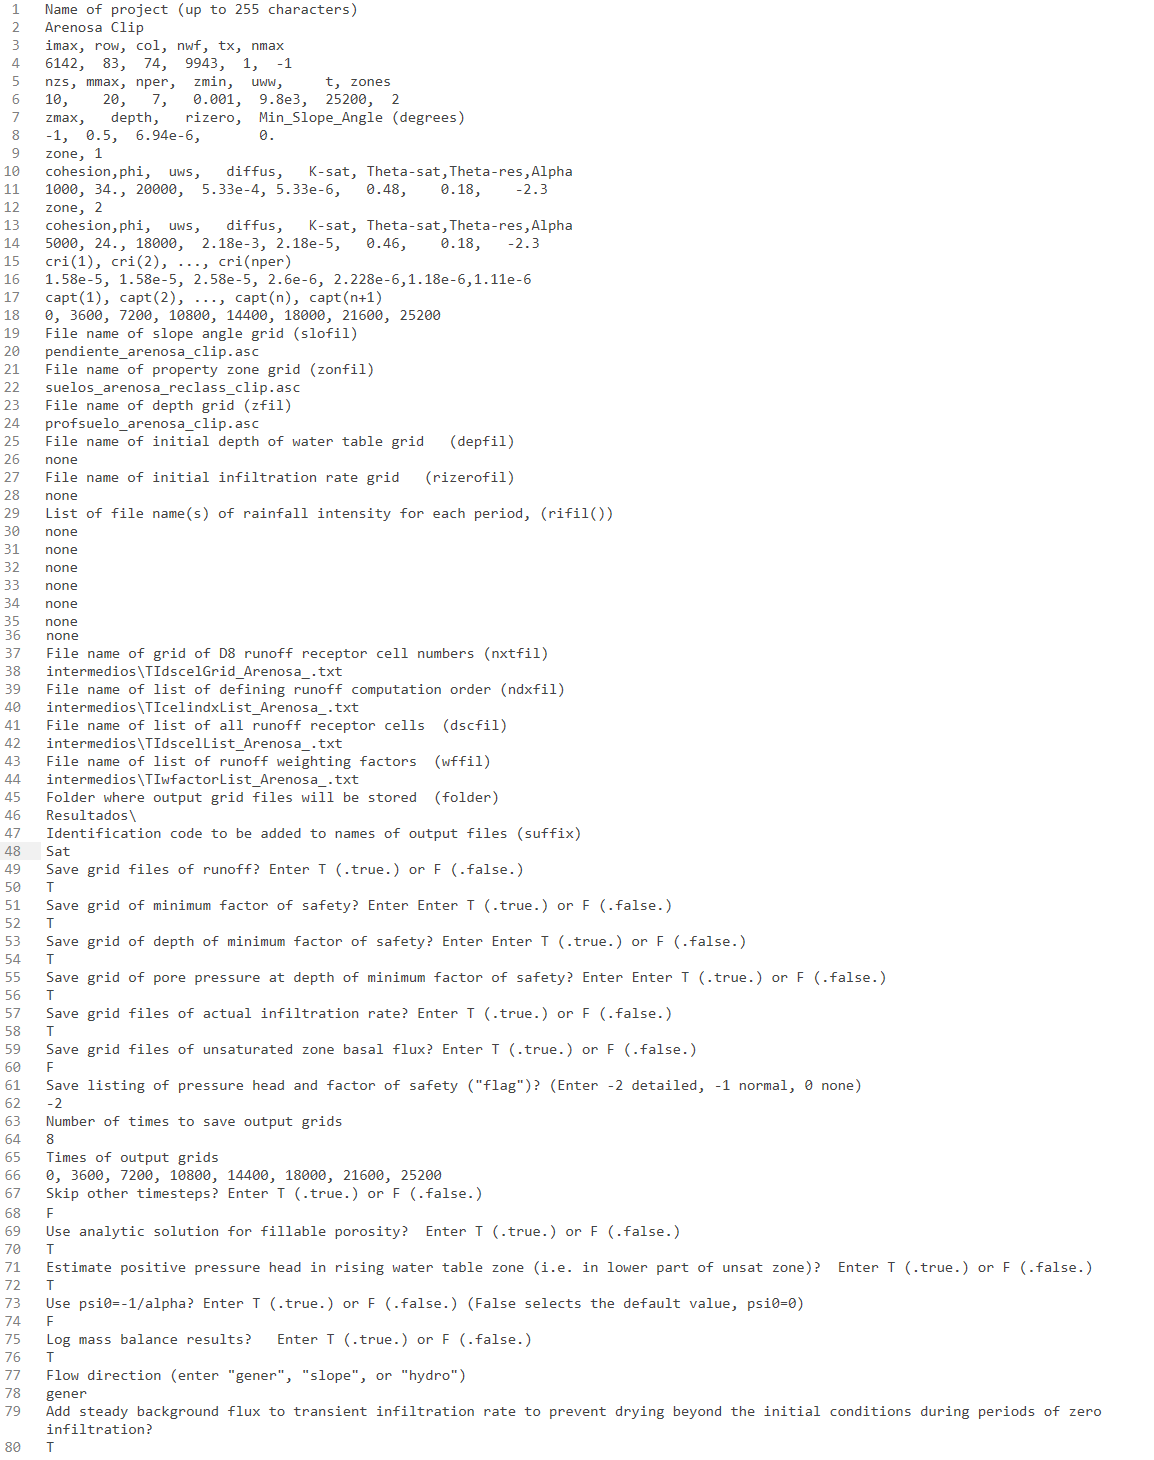 1 Name of project (up to 255 characters)
2 Arenosa Clip
3 imax, row, col, nwf, tx, nmax
4 6142, 83, 74, 9943, 1, -1
5 nzs, mmax, nper, zmin, uww, t, zones
6 10, 20, 7, 0.001, 9.8e3, 25200, 2
7 zmax, depth, rizero, Min_Slope_Angle (degrees)
8 -1, 0.5, 6.94e-6, 0.
9 zone, 1
10 cohesion,phi, uws, diffus, K-sat, Theta-sat,Theta-res,Alpha
11 1000, 34., 20000, 5.33e-4, 5.33e-6, 0.48, 0.18, -2.3
12 zone, 2
13 cohesion,phi, uws, diffus, K-sat, Theta-sat,Theta-res,Alpha
14 5000, 24., 18000, 2.18e-3, 2.18e-5, 0.46, 0.18, -2.3
15 cri(1), cri(2), ..., cri(nper)
16 1.58e-5, 1.58e-5, 2.58e-5, 2.6e-6, 2.228e-6,1.18e-6,1.11e-6
17 capt(1), capt(2), ..., capt(n), capt(n+1)
18 0, 3600, 7200, 10800, 14400, 18000, 21600, 25200
19 File name of slope angle grid (slofil)
20 pendiente_arenosa_clip.asc
21 File name of property zone grid (zonfil)
22 suelos_arenosa_reclass_clip.asc
23 File name of depth grid (zfil)
24 profsuelo_arenosa_clip.asc
25 File name of initial depth of water table grid (depfil)
26 none
27 File name of initial infiltration rate grid (rizerofil)
28 none
29 List of file name(s) of rainfall intensity for each period, (rifil())
30 none
31 none
32 none
33 none
34 none
35 none
36 none
37 File name of grid of D8 runoff receptor cell numbers (nxtfil)
38 intermedios\TIdscelGrid_Arenosa_.txt
39 File name of list of defining runoff computation order (ndxfil)
40 intermedios\TIcelindxList_Arenosa_.txt
41 File name of list of all runoff receptor cells (dscfil)
42 intermedios\TIdscelList_Arenosa_.txt
43 File name of list of runoff weighting factors (wffil)
44 intermedios\TIwfactorList_Arenosa_.txt
45 Folder where output grid files will be stored (folder)
46 Resultados\
47 Identification code to be added to names of output files (suffix)
48 Sat
49 Save grid files of runoff? Enter T (.true.) or F (.false.)
50 T
51 Save grid of minimum factor of safety? Enter Enter T (.true.) or F (.false.)
52 T
53 Save grid of depth of minimum factor of safety? Enter Enter T (.true.) or F (.false.)
54 T
55 Save grid of pore pressure at depth of minimum factor of safety? Enter Enter T (.true.) or F (.false.)
56 T
57 Save grid files of actual infiltration rate? Enter T (.true.) or F (.false.)
58 T
59 Save grid files of unsaturated zone basal flux? Enter T (.true.) or F (.false.)
60 F
61 Save listing of pressure head and factor of safety ("flag")? (Enter -2 detailed, -1 normal, 0 none)
62 -2
63 Number of times to save output grids
64 8
65 Times of output grids
66 0, 3600, 7200, 10800, 14400, 18000, 21600, 25200
67 Skip other timesteps? Enter T (.true.) or F (.false.)
68 F
69 Use analytic solution for fillable porosity? Enter T (.true.) or F (.false.)
70 T
71 Estimate positive pressure head in rising water table zone (i.e. in lower part of unsat zone)? Enter T (.true.) or F (.false.)
72 T
73 Use psi0=-1/alpha? Enter T (.true.) or F (.false.) (False selects the default value, psi0=0)
74 F
75 Log mass balance results? Enter T (.true.) or F (.false.)
76 T
77 Flow direction (enter "gener", "slope", or "hydro")
78 gener
79 Add steady background flux to transient infiltration rate to prevent drying beyond the initial conditions during periods of zero
infiltration?
80 T